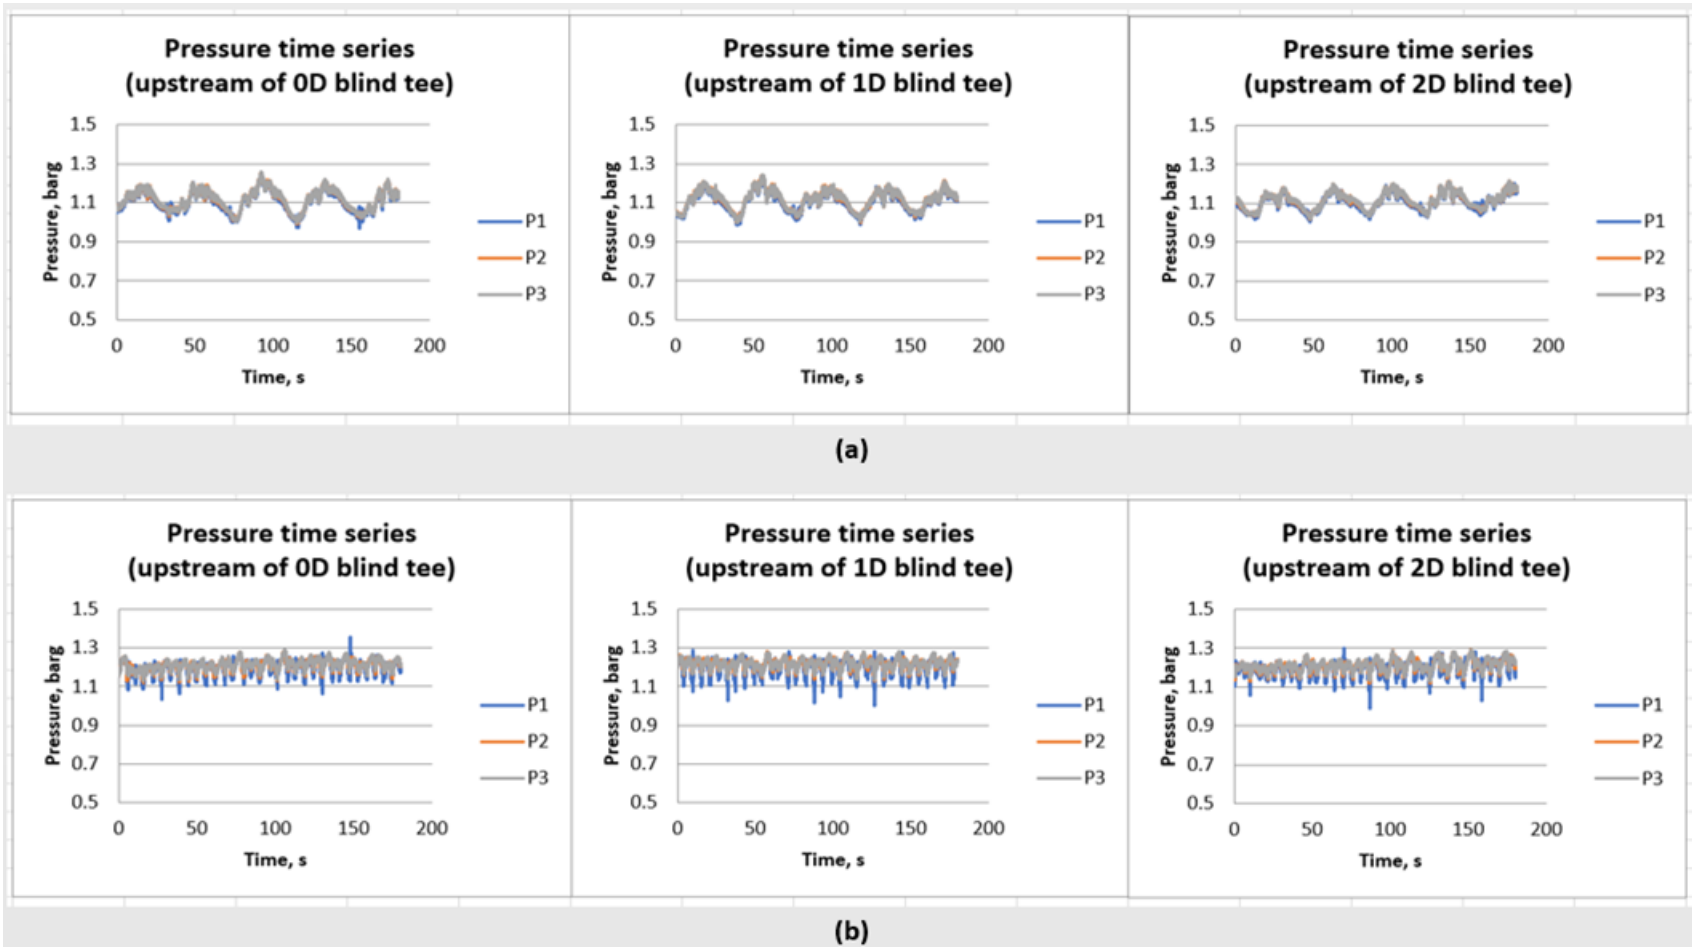 Pressure time series
(upstream of 0D blind tee)
1.5
1.3
1.1
0.9
0.7
0.5
Pressure, barg
0 50 100 150 200
Time, s
P1
P2
P3
Pressure time series
(upstream of 1D blind tee)
1.5
1.3
1.1
0.9
0.7
0.5
Pressure, barg
0 50 100 150 200
Time, s
P1
P2
P3
Pressure time series
(upstream of 2D blind tee)
1.5
1.3
1.1
0.9
0.7
0.5
Pressure, barg
0 50 100 150 200
Time, s
P1
P2
P3
(a)
Pressure time series
(upstream of 0D blind tee)
1.5
1.3
1.1
0.9
0.7
0.5
Pressure, barg
0 50 100 150 200
Time, s
P1
P2
P3
Pressure time series
(upstream of 1D blind tee)
1.5
1.3
1.1
0.9
0.7
0.5
Pressure, barg
0 50 100 150 200
Time, s
P1
P2
P3
Pressure time series
(upstream of 2D blind tee)
1.5
1.3
1.1
0.9
0.7
0.5
Pressure, barg
0 50 100 150 200
Time, s
P1
P2
P3
(b)